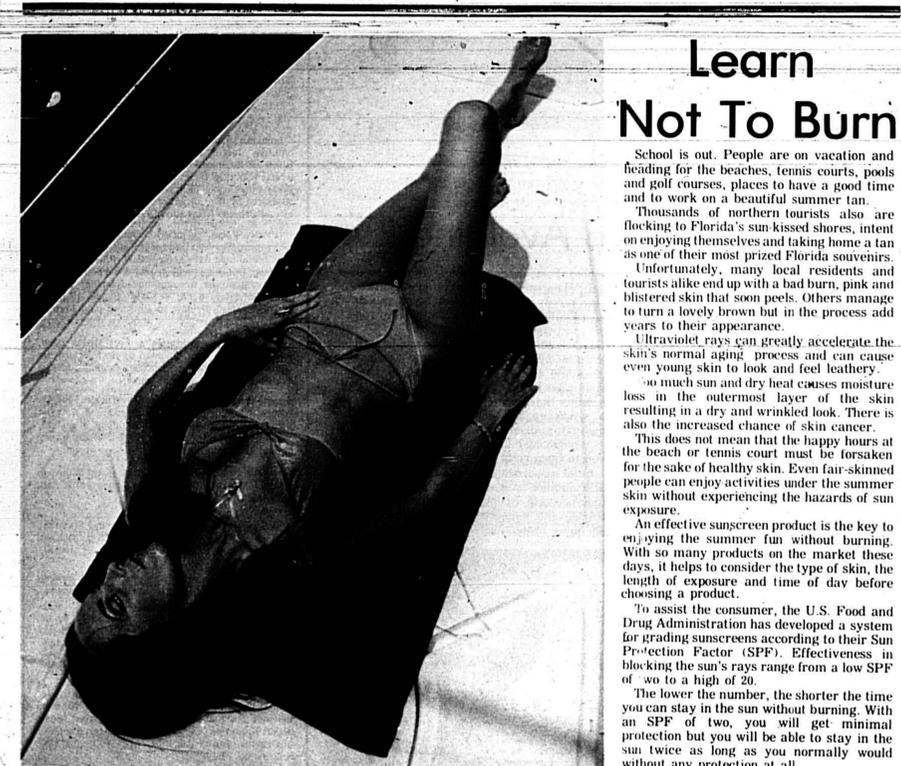 Learn
Not To Burn
School is out. People are on vacation and
heading for the beaches, tennis courts, pools
and golf courses, places to have a good time
and to work on a beautiful summer tan.
Thousands of northern tourists also are
flocking to Florida's sun-kissed shores, intent
on enjoying themselves and taking home a tan
as one of their most prized Florida souvenirs.
Unfortunately, many local residents and
tourists alike end up with a bad burn, pink and
blistered skin that soon peels. Others manage
to turn a lovely brown but in the process add
years to their appearance.
Ultraviolet rays can greatly accelerate the
skin's normal aging process and can cause
even young skin to look and feel leathery.
oo much sun and dry heat causes moisture
loss in the outermost layer of the skin
resulting in a dry and wrinkled look. There is
also the increased chance of skin cancer.
This does not mean that the happy hours at
the beach or tennis court must be forsaken
for the sake of healthy skin. Even fair-skinned
people can enjoy activities under the summer
skin without experiencing the hazards of sun
exposure.
An effective sunscreen product is the key to
enjoying the summer fun without burning.
With so many products on the market these
days, it helps to consider the type of skin, the
length of exposure and time of day before
choosing a product.
To assist the consumer, the U.S. Food and
Drug Administration has developed a system
for grading sunscreens according to their Sun
Protection Factor (SPF). Effectiveness in
blocking the sun's rays range from a low SPF
of wo to a high of 20.
The lower the number, the shorter the time
you can stay in the sun without burning. With
an SPF of two, you will get minimal
protection but you will be able to stay in the
sun twice as long as you normally would
without any protection at all.